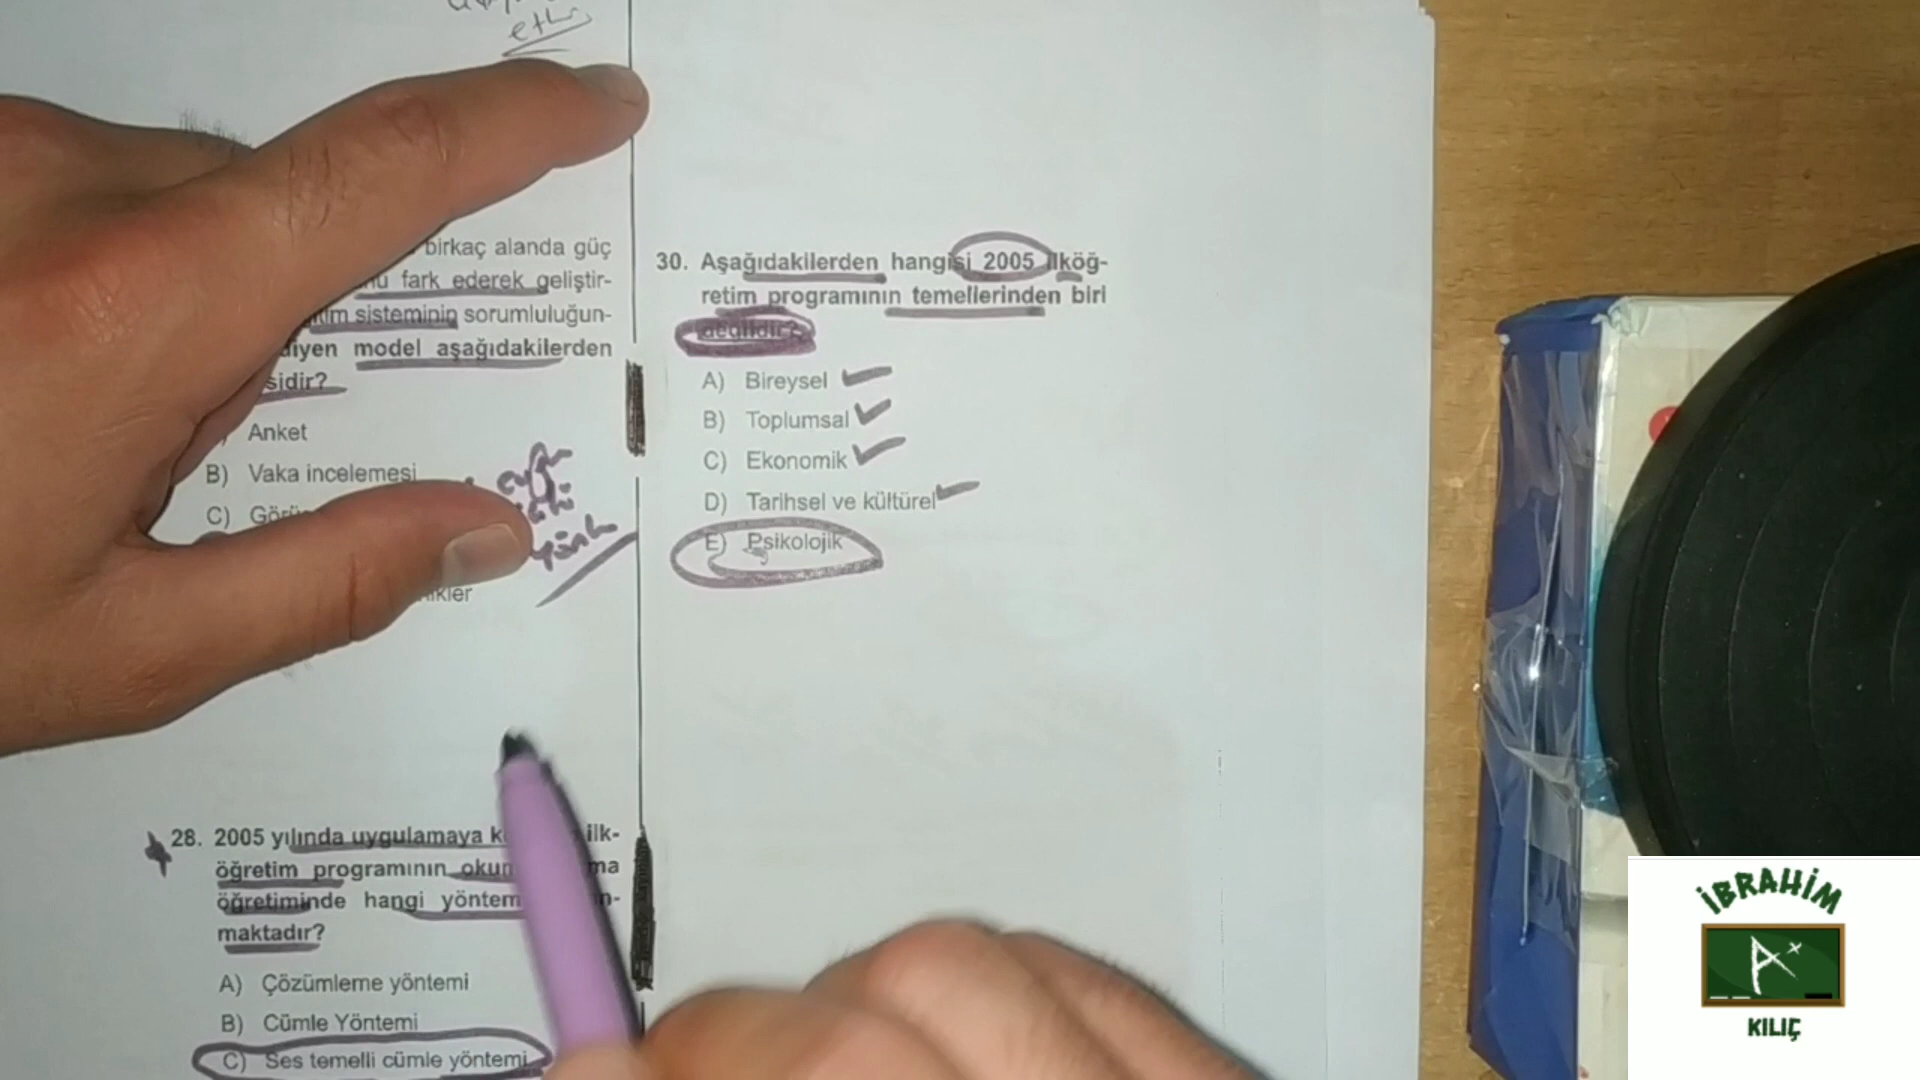 birkaç alanda güç
fark ederek geliştir-
sisteminin sorumluluğun-
model aşağıdakilerden
Anket
B) Vaka incelemesi
C)
28. 2005 yılında uygulamaya ilk-
öğretim programının
öğretiminde hangi
maktadır?
A) Çözümleme yöntemi
B) Cümle Yöntemi
C) Ses temelli cümle yöntemi
30. Aşağıdakilerden hangisi 2005 ilköğ-
retim programının temellerinden biri
değildir?
A) Bireysel
B) Toplumsal
C) Ekonomik
D) Tarihsel ve kültürel
E) Psikolojik
İBRAHİM
A+
KILIÇ